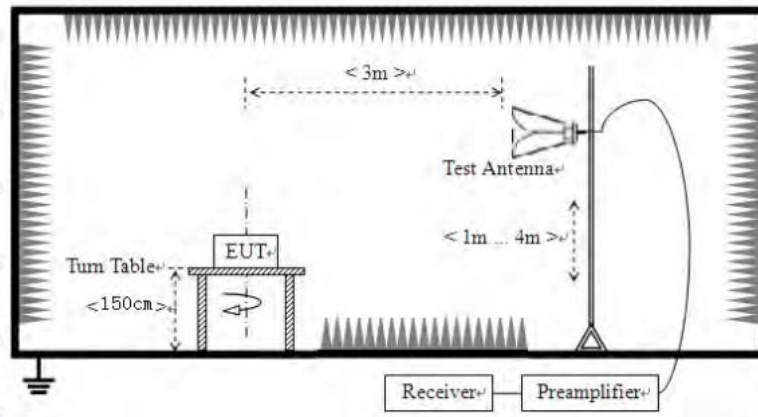 < 3m >
Test Antenna
< 1m ... 4m >
EUT
Turn Table
<150cm>
Receiver
Preamplifier